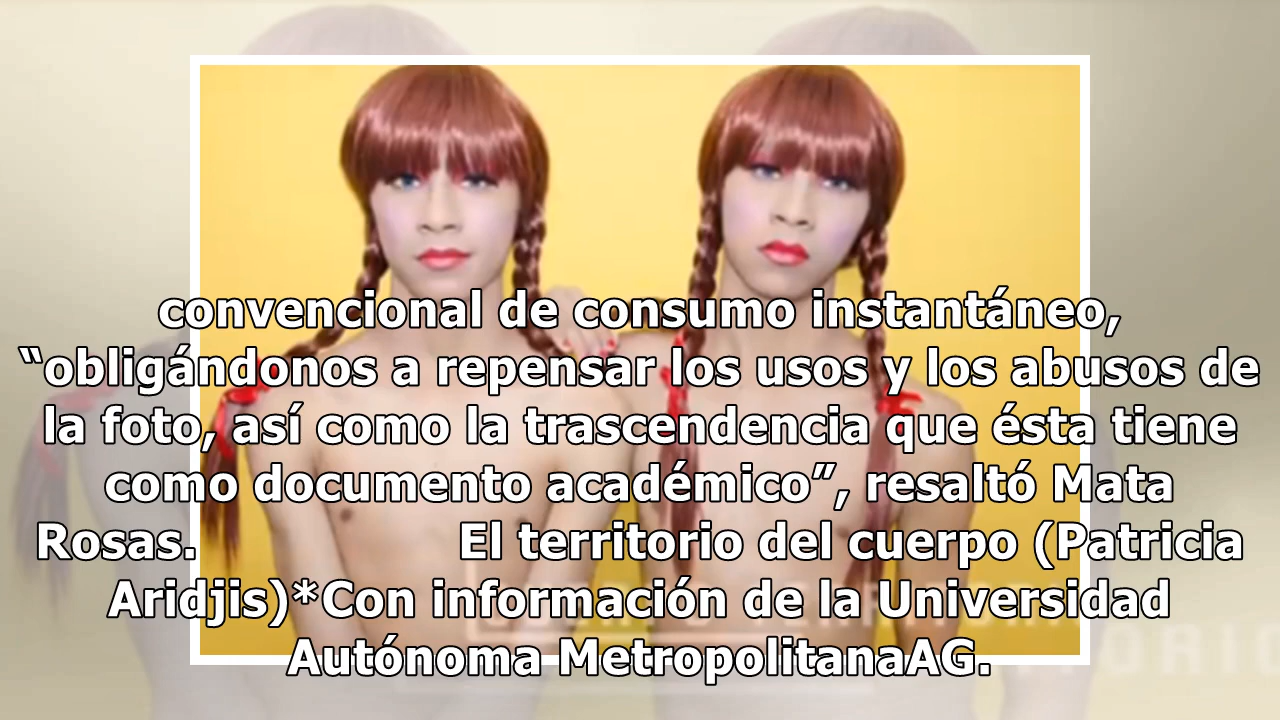 convencional de consumo instantáneo,
“obligándonos a repensar los usos y los abusos de
la foto, así como la trascendencia que ésta tiene
como documento académico”, resaltó Mata
Rosas. El territorio del cuerpo (Patricia
Aridjis)*Con información de la Universidad
Autónoma MetropolitanaAG.